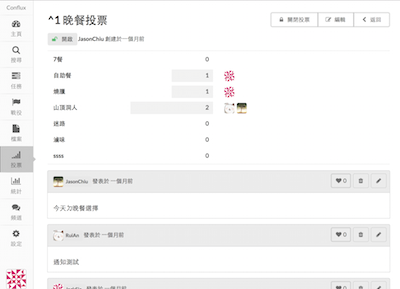 Conflux
^1 晚餐投票
關閉投票
編輯
返回
主頁
開啟 JasonChiu 創建於 一個月前
搜尋
7餐 0
任務
自助餐 1
燒臘 1
山頂洞人 2
檔案
迷路 0
滷味 0
投票
ssss 0
統計
JasonChiu 發表於 一個月前 0
頻道
今天ㄉ晚餐選擇
設定
RuiAn 發表於 一個月前 0
通知測試
發表於 一個月前 0